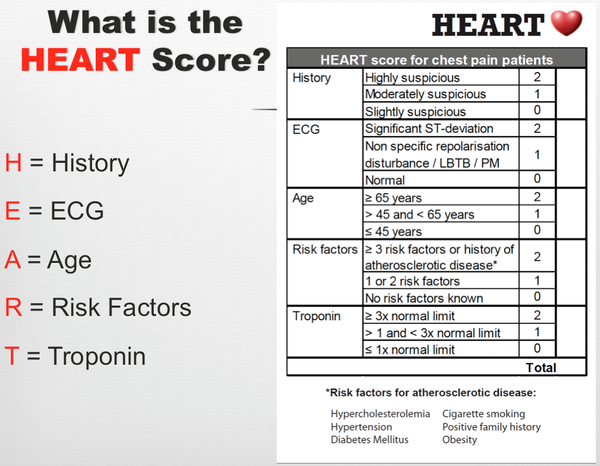 What is the
HEART Score?
H = History
E = ECG
A = Age
R = Risk Factors
T = Troponin
HEART
HEART score for chest pain patients
History Highly suspicious 2
Moderately suspicious 1
Slightly suspicious 0
ECG Significant ST-deviation 2
Non specific repolarisation
disturbance / LBTB / PM 1
Normal 0
Age ≥ 65 years 2
> 45 and < 65 years 1
≤ 45 years 0
Risk factors ≥ 3 risk factors or history of
atherosclerotic disease* 2
1 or 2 risk factors 1
No risk factors known 0
Troponin ≥ 3x normal limit 2
> 1 and < 3x normal limit 1
≤ 1x normal limit 0
Total
*Risk factors for atherosclerotic disease:
Hypercholesterolemia Cigarette smoking
Hypertension Positive family history
Diabetes Mellitus Obesity